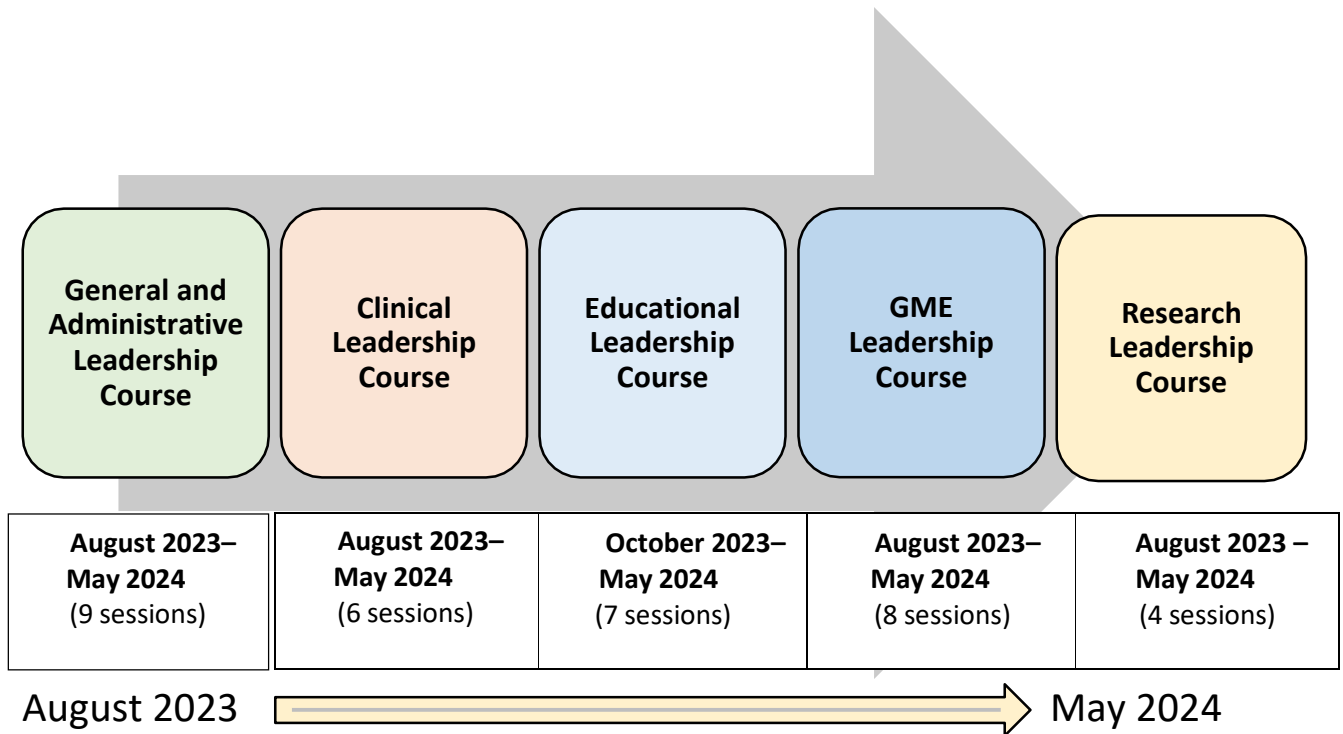 General and
Administrative
Leadership
Course
Clinical
Leadership
Course
Educational
Leadership
Course
GME
Leadership
Course
Research
Leadership
Course
August 2023–
May 2024
(9 sessions)
August 2023–
May 2024
(6 sessions)
October 2023–
May 2024
(7 sessions)
August 2023–
May 2024
(8 sessions)
August 2023 –
May 2024
(4 sessions)
August 2023
May 2024